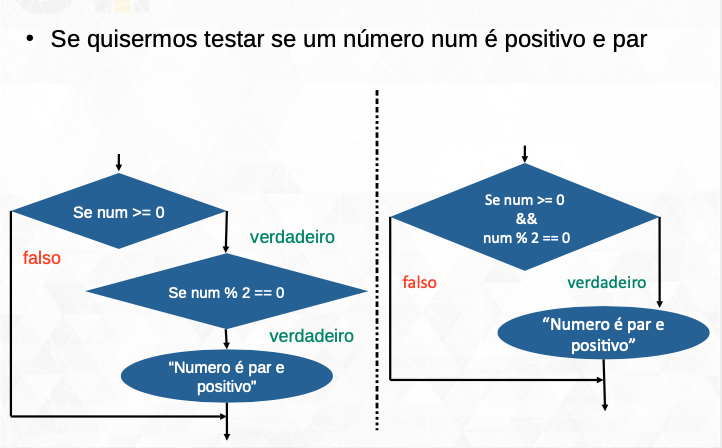 • Se quisermos testar se um número num é positivo e par
Se num >= 0
verdadeiro
falso
Se num % 2 == 0
verdadeiro
"Numero é par e
positivo"
Se num >= 0
&&
num % 2 == 0
falso
verdadeiro
“Numero é par e
positivo”